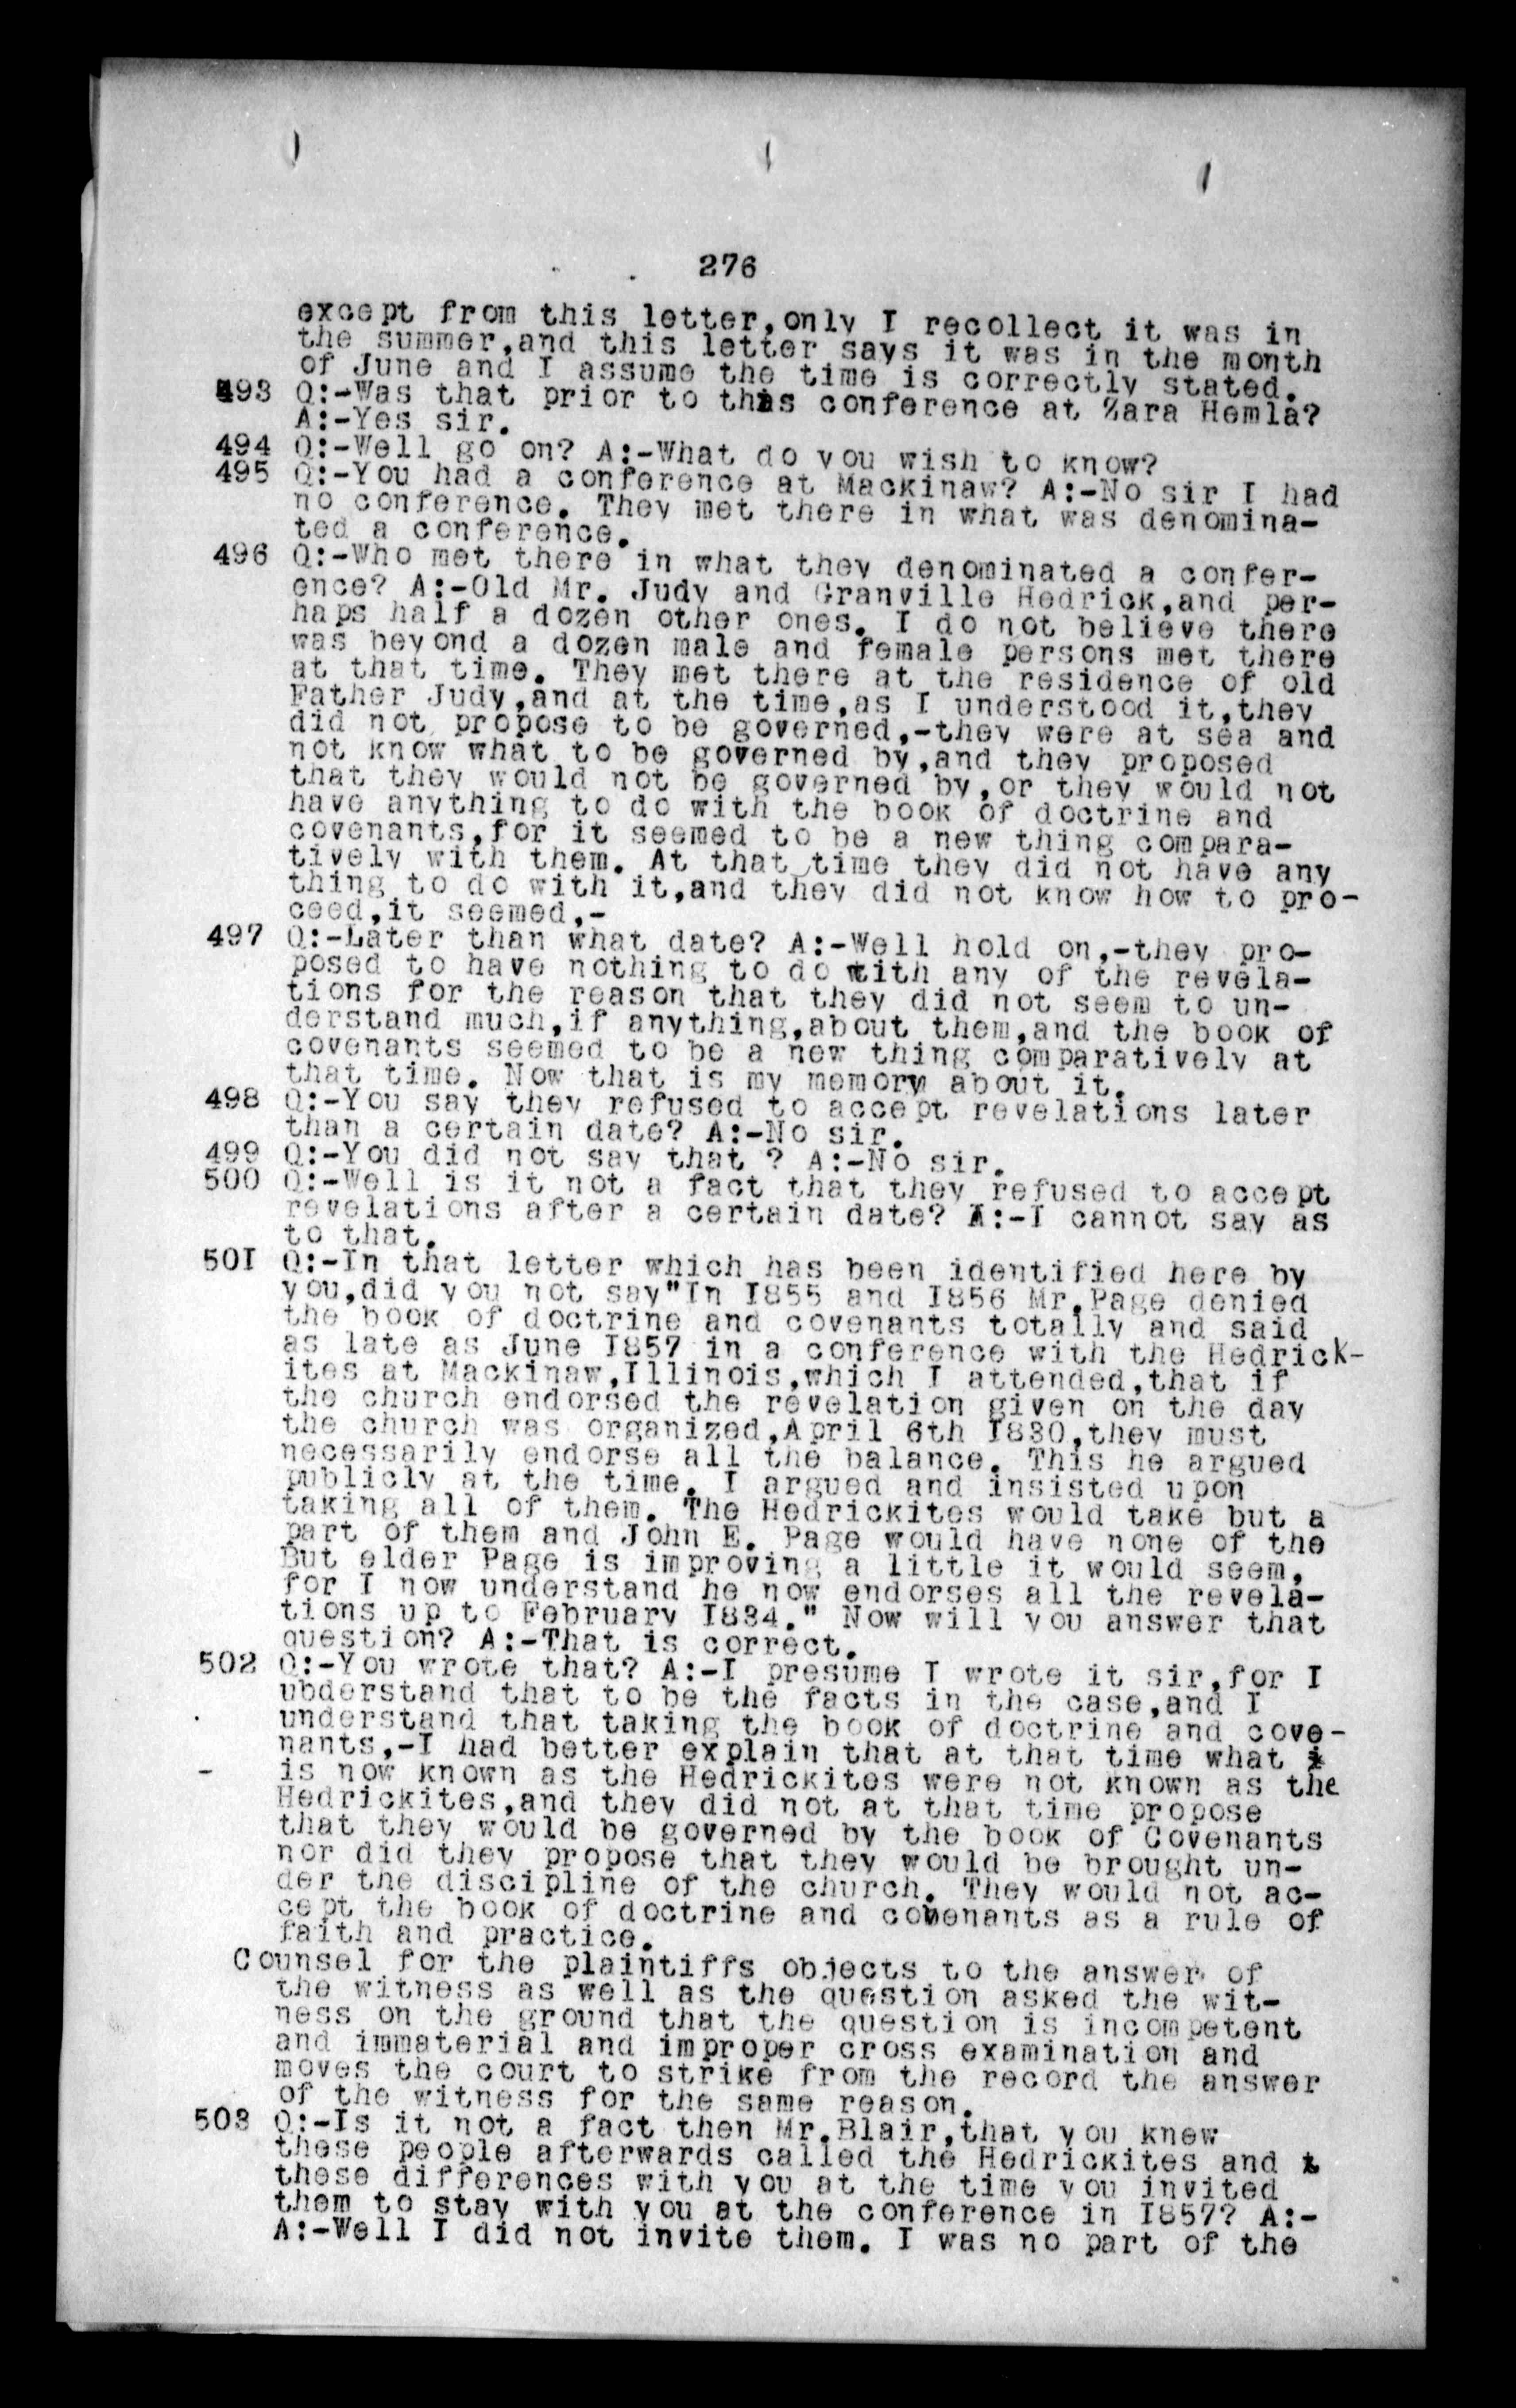 276
except from this letter,only I recollect it was in
the summer,and this letter says it was in the month
of June and I assume the time is correctly stated.
493 Q:-Was that prior to this conference at Zara Hemla?
A:-Yes sir.
494 Q:-Well go on? A:-What do you wish to know?
495 Q:-You had a conference at Mackinaw? A:-No sir I had
no conference. They met there in what was denomina-
ted a conference.
496 Q:-Who met there in what they denominated a confer-
ence? A:-Old Mr. Judy and Granville Hedrick,and per-
haps half a dozen other ones. I do not believe there
was beyond a dozen male and female persons met there
at that time. They met there at the residence of old
Father Judy,and at the time,as I understood it,they
did not propose to be governed,-they were at sea and
not know what to be governed by,and they proposed
that they would not be governed by,or they would not
have anything to do with the book of doctrine and
covenants,for it seemed to be a new thing compara-
tively with them. At that time they did not have any
thing to do with it,and they did not know how to pro-
ceed,it seemed,-
497 Q:-Later than what date? A:-Well hold on,-they pro-
posed to have nothing to do with any of the revela-
tions for the reason that they did not seem to un-
derstand much,if anything,about them,and the book of
covenants seemed to be a new thing comparatively at
that time. Now that is my memory about it.
498 Q:-You say they refused to accept revelations later
than a certain date? A:-No sir.
499 Q:-You did not say that ? A:-No sir.
500 Q:-Well is it not a fact that they refused to accept
revelations after a certain date? A:-I cannot say as
to that.
501 Q:-In that letter which has been identified here by
you,did you not say"In 1855 and 1856 Mr.Page denied
the book of doctrine and covenants totally and said
as late as June 1857 in a conference with the Hedrick-
ites at Mackinaw,Illinois,which I attended,that if
the church endorsed the revelation given on the day
the church was organized,April 6th 1830,they must
necessarily endorse all the balance. This he argued
publicly at the time. I argued and insisted upon
taking all of them. The Hedrickites would take but a
part of them and John E. Page would have none of the
But elder Page is improving a little it would seem,
for I now understand he now endorses all the revela-
tions up to February 1834." Now will you answer that
question? A:-That is correct.
502 Q:-You wrote that? A:-I presume I wrote it sir,for I
ubderstand that to be the facts in the case,and I
understand that taking the book of doctrine and cove-
nants,-I had better explain that at that time what i
is now known as the Hedrickites were not known as the
Hedrickites,and they did not at that time propose
that they would be governed by the book of Covenants
nor did they propose that they would be brought un-
der the discipline of the church. They would not ac-
cept the book of doctrine and covenants as a rule of
faith and practice.
Counsel for the plaintiffs objects to the answer of
the witness as well as the question asked the wit-
ness on the ground that the question is incompetent
and immaterial and improper cross examination and
moves the court to strike from the record the answer
of the witness for the same reason.
503 Q:-Is it not a fact then Mr.Blair,that you knew
these people afterwards called the Hedrickites and t
these differences with you at the time you invited
them to stay with you at the conference in 1857? A:-
A:-Well I did not invite them. I was no part of the